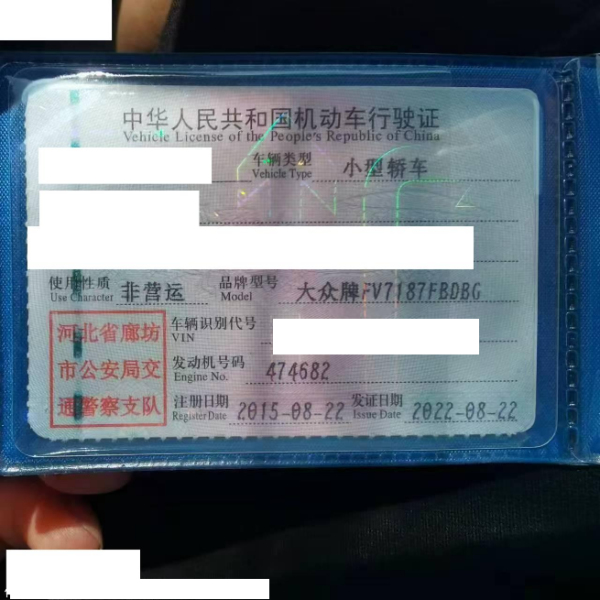 中华人民共和国机动车行驶证
Vehicle License of the People's Republic of China
车辆类型 小型轿车
Vehicle Type
使用性质 非营运 品牌型号 大众牌FV7187FBDBG
Use Character Model
河北省廊坊
市公安局交
通警察支队
车辆识别代号
VIN
发动机号码 474682
Engine No.
注册日期 2015-08-22 发证日期 2022-08-22
Register Date Issue Date